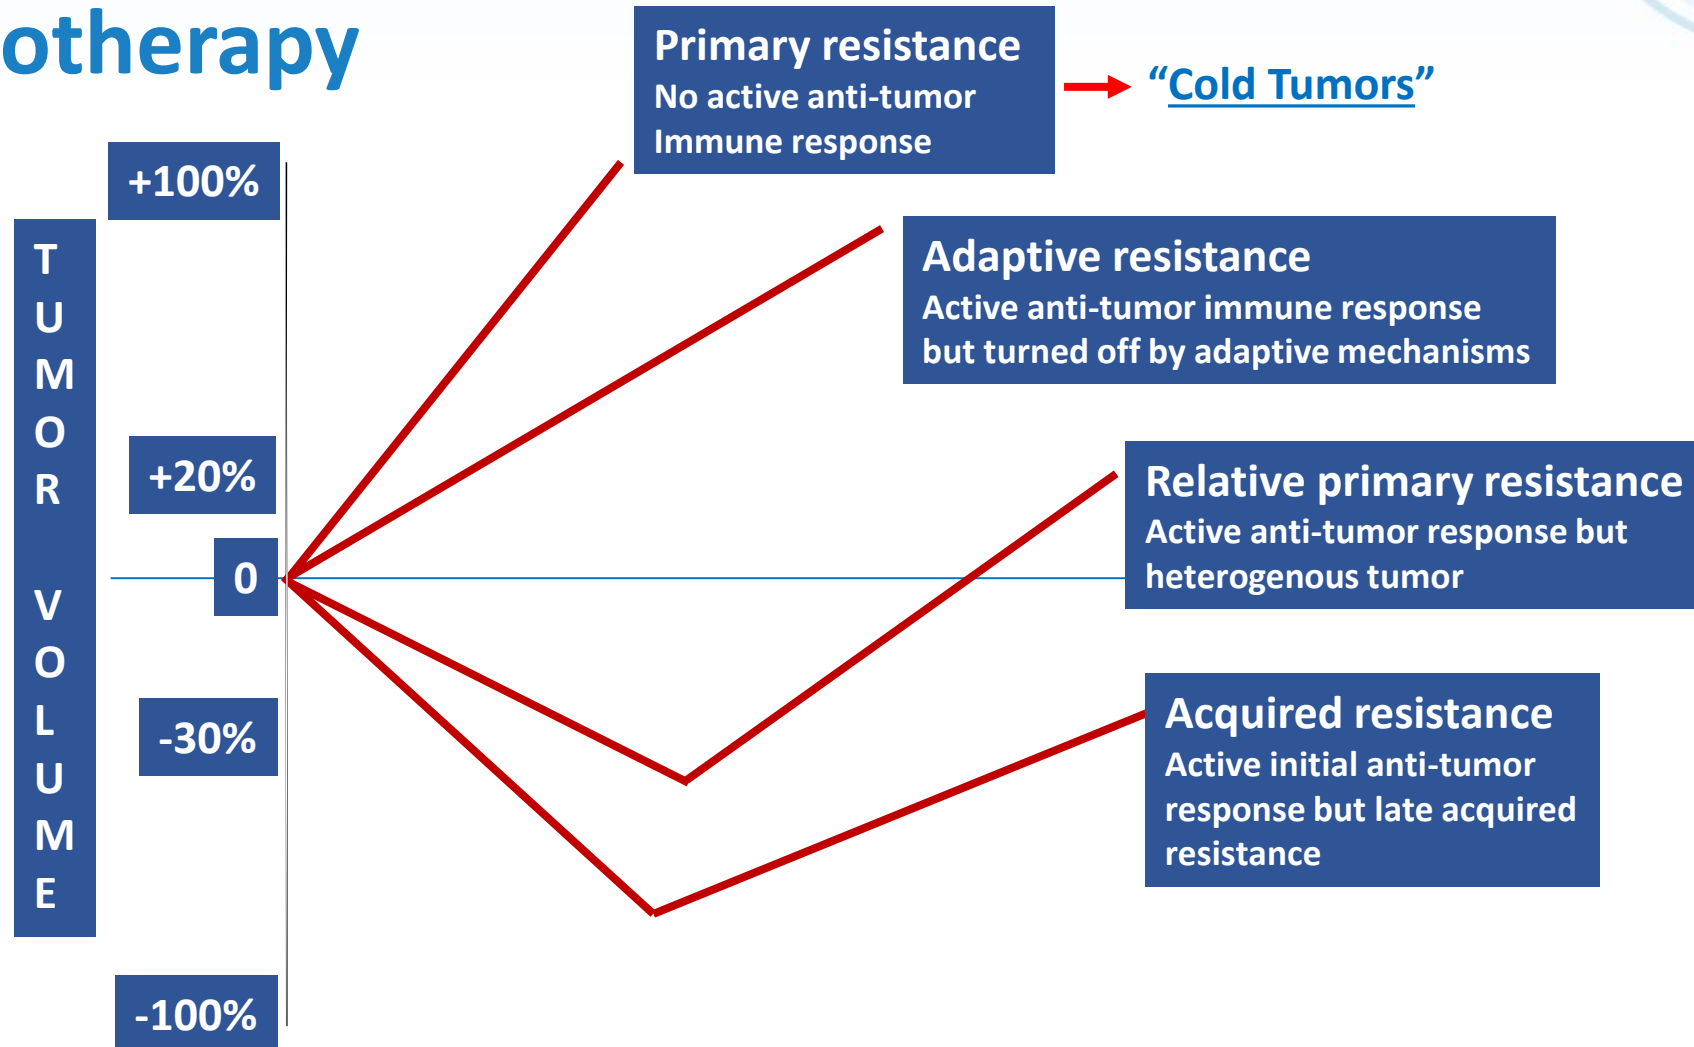 otherapy
Primary resistance
No active anti-tumor
Immune response
“Cold Tumors”
+100%
TUMOR VOLUME
Adaptive resistance
Active anti-tumor immune response
but turned off by adaptive mechanisms
+20%
Relative primary resistance
Active anti-tumor response but
heterogenous tumor
0
-30%
Acquired resistance
Active initial anti-tumor
response but late acquired
resistance
-100%